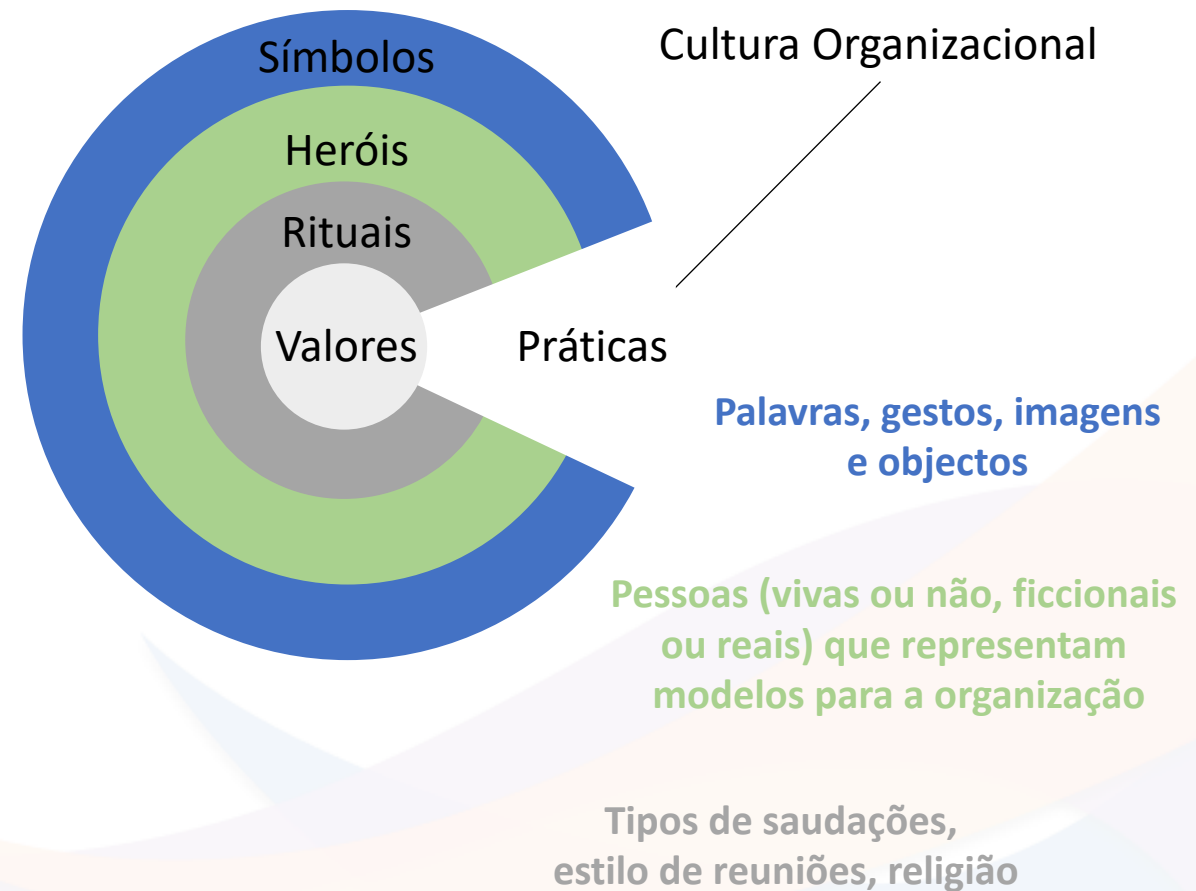 Cultura Organizacional
Símbolos
Heróis
Rituais
Valores
Práticas
Palavras, gestos, imagens
e objectos
Pessoas (vivas ou não, ficcionais
ou reais) que representam
modelos para a organização
Tipos de saudações,
estilo de reuniões, religião